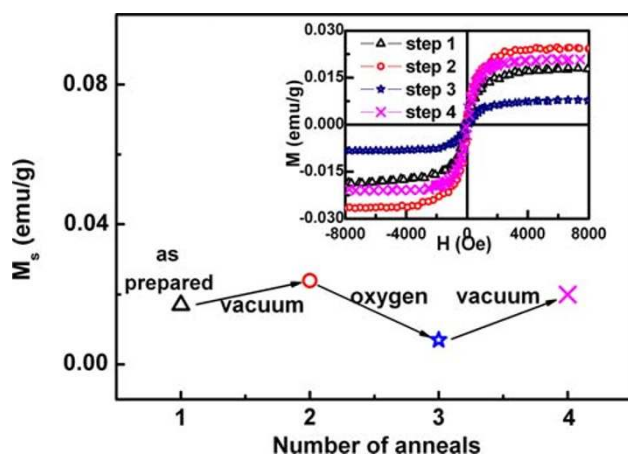 0.08
0.04
0.00
M_s (emu/g)
1 2 3 4
Number of anneals
as
prepared
vacuum
oxygen
vacuum
0.030
0.015
0.000
-0.015
-0.030
M (emu/g)
step 1
step 2
step 3
step 4
-8000 -4000 0 4000 8000
H (Oe)